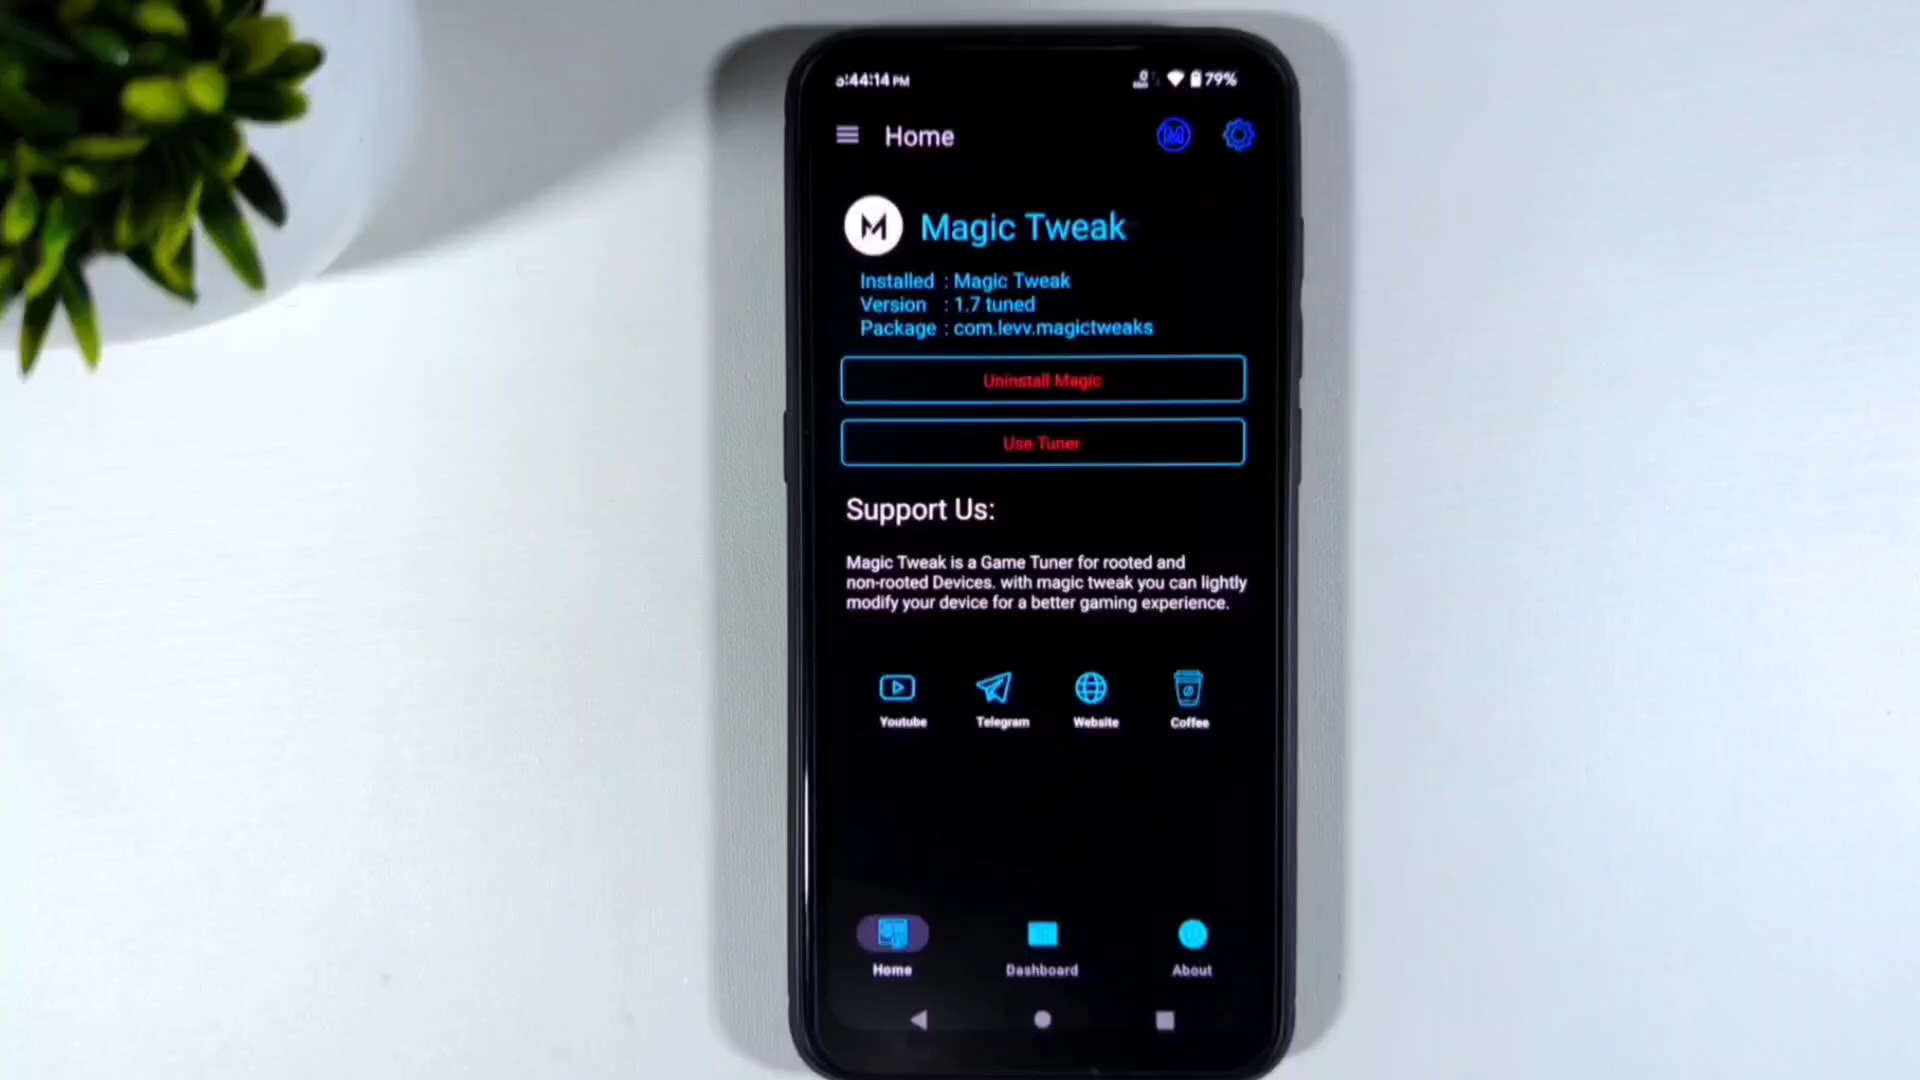 :44:14 PM
79%
Home
M Magic Tweak
Installed : Magic Tweak
Version : 1.7 tuned
Package : com.levv.magictweaks
Uninstall Magic
Use Tuner
Support Us:
Magic Tweak is a Game Tuner for rooted and
non-rooted Devices. with magic tweak you can lightly
modify your device for a better gaming experience.
Youtube Telegram Website Coffee
Home Dashboard About